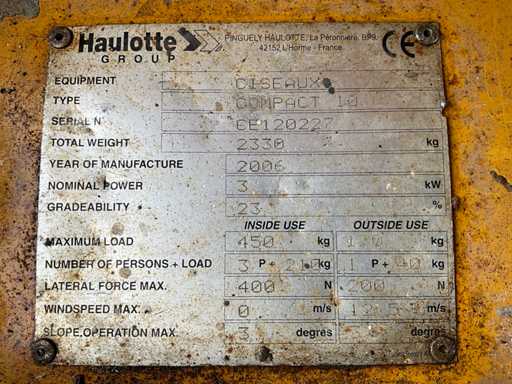 Haulotte
GROUP
PINGUELY HAULOTTE, La Péronnière, BP9,
42152 L'Horme - France
CE
EQUIPMENT CISEAUX
TYPE COMPACT 10
SERIAL N° CE120227
TOTAL WEIGHT 2330 kg
YEAR OF MANUFACTURE 2006
NOMINAL POWER 3 kW
GRADEABILITY 23 %
INSIDE USE OUTSIDE USE
MAXIMUM LOAD 450 kg kg
NUMBER OF PERSONS + LOAD 3 P + 210 kg 1 P + kg
LATERAL FORCE MAX. 400 N 200 N
WINDSPEED MAX. 0 m/s 12.5 m/s
SLOPE OPERATION MAX. 3 degres degres